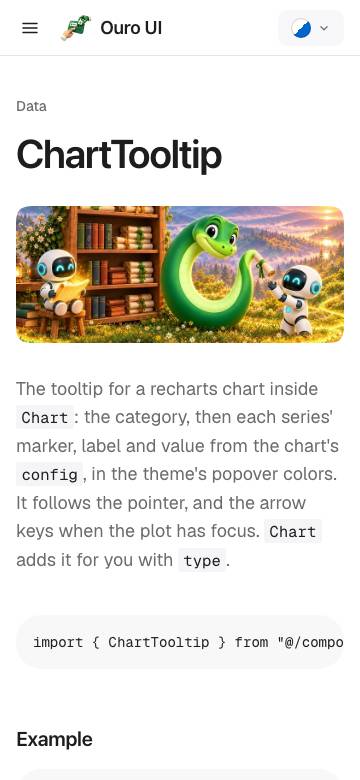 Ouro UI
Data
ChartTooltip
The tooltip for a recharts chart inside
Chart: the category, then each series'
marker, label and value from the chart's
config, in the theme's popover colors.
It follows the pointer, and the arrow
keys when the plot has focus. Chart
adds it for you with type.
import { ChartTooltip } from "@/compo
Example